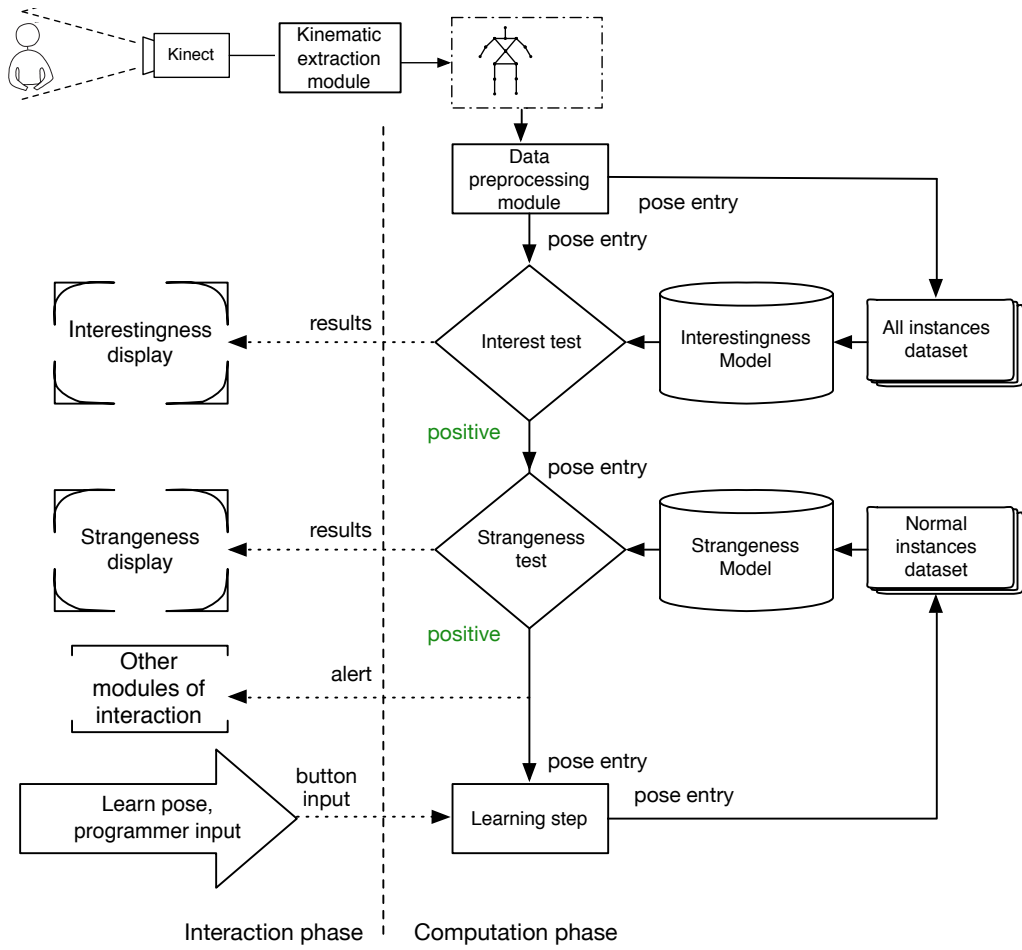 Kinect
Kinematic
extraction
module
Data
preprocessing
module
pose entry
pose entry
Interestingness
display
results
Interest test
Interestingness
Model
All instances
dataset
positive
pose entry
Strangeness
display
results
Strangeness
test
Strangeness
Model
Normal
instances
dataset
positive
Other
modules of
interaction
alert
pose entry
Learn pose,
programmer input
button
input
Learning step
pose entry
Interaction phase
Computation phase